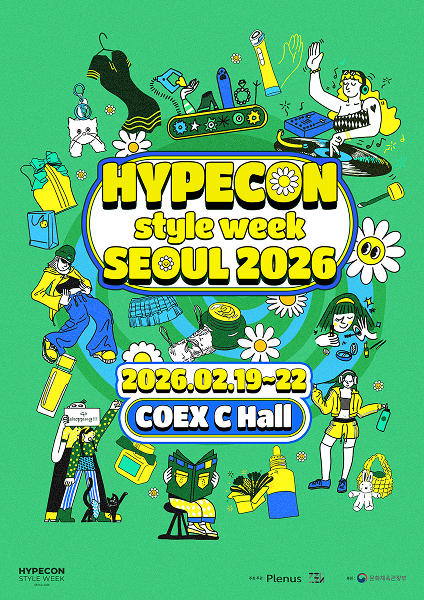 HYPECON
style week
SEOUL 2026
2026.02.19~22
COEX C Hall
HYPECON
STYLE WEEK
Plenus
문화체육관광부